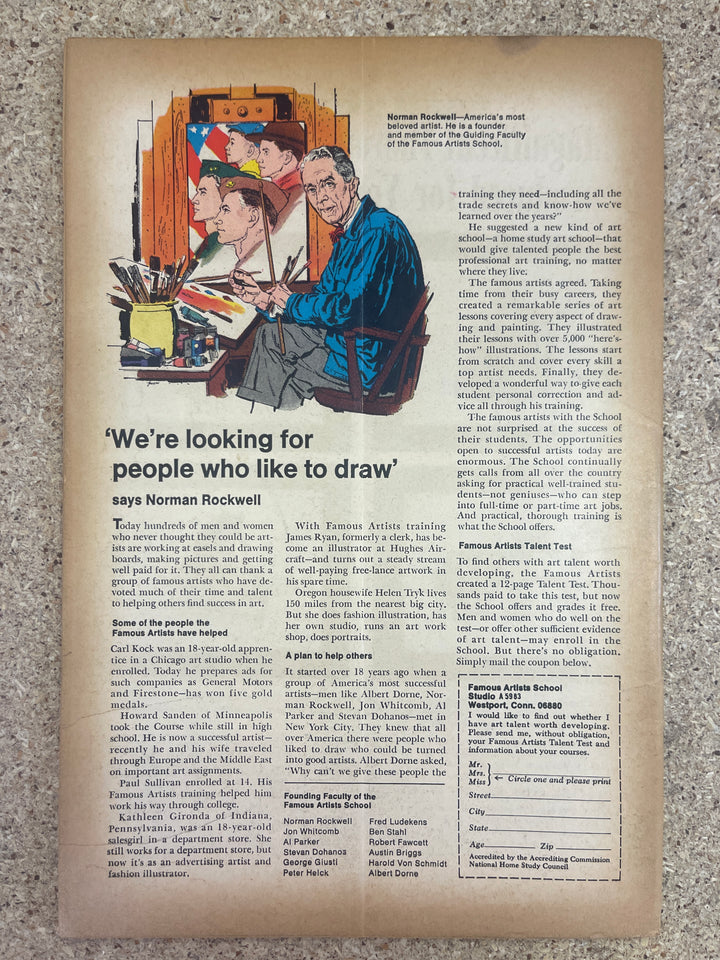 Norman Rockwell—America's most
beloved artist. He is a founder
and member of the Guiding Faculty
of the Famous Artists School.
'We're looking for
people who like to draw'
says Norman Rockwell
Today hundreds of men and women
who never thought they could be art-
ists are working at easels and drawing
boards, making pictures and getting
well paid for it. They all can thank a
group of famous artists who have de-
voted much of their time and talent
to helping others find success in art.
Some of the people the
Famous Artists have helped
Carl Kock was an 18-year-old appren-
tice in a Chicago art studio when he
enrolled. Today he prepares ads for
such companies as General Motors
and Firestone—has won five gold
medals.
Howard Sanden of Minneapolis
took the Course while still in high
school. He is now a successful artist—
recently he and his wife traveled
through Europe and the Middle East
on important art assignments.
Paul Sullivan enrolled at 14. His
Famous Artists training helped him
work his way through college.
Kathleen Gironda of Indiana,
Pennsylvania, was an 18-year-old
salesgirl in a department store. She
still works for a department store, but
now it's as an advertising artist and
fashion illustrator.
With Famous Artists training
James Ryan, formerly a clerk, has be-
come an illustrator at Hughes Air-
craft—and turns out a steady stream
of well-paying free-lance artwork in
his spare time.
Oregon housewife Helen Tryk lives
150 miles from the nearest big city.
But she does fashion illustration, has
her own studio, runs an art work
shop, does portraits.
A plan to help others
It started over 18 years ago when a
group of America's most successful
artists—men like Albert Dorne, Nor-
man Rockwell, Jon Whitcomb, Al
Parker and Stevan Dohanos—met in
New York City. They knew that all
over America there were people who
liked to draw who could be turned
into good artists. Albert Dorne asked,
"Why can't we give these people the
Founding Faculty of the
Famous Artists School
Norman Rockwell
Jon Whitcomb
Al Parker
Stevan Dohanos
George Giusti
Peter Helck
Fred Ludekens
Ben Stahl
Robert Fawcett
Austin Briggs
Harold Von Schmidt
Albert Dorne
training they need—including all the
trade secrets and know-how we've
learned over the years?"
He suggested a new kind of art
school—a home study art school—that
would give talented people the best
professional art training, no matter
where they live.
The famous artists agreed. Taking
time from their busy careers, they
created a remarkable series of art
lessons covering every aspect of draw-
ing and painting. They illustrated
their lessons with over 5,000 "here's-
how" illustrations. The lessons start
from scratch and cover every skill a
top artist needs. Finally, they de-
veloped a wonderful way to give each
student personal correction and ad-
vice all through his training.
The famous artists with the School
are not surprised at the success of
their students. The opportunities
open to successful artists today are
enormous. The School continually
gets calls from all over the country
asking for practical well-trained stu-
dents—not geniuses—who can step
into full-time or part-time art jobs.
And practical, thorough training is
what the School offers.
Famous Artists Talent Test
To find others with art talent worth
developing, the Famous Artists
created a 12-page Talent Test. Thou-
sands paid to take this test, but now
the School offers and grades it free.
Men and women who do well on the
test—or offer other sufficient evidence
of art talent—may enroll in the
School. But there's no obligation.
Simply mail the coupon below.
Famous Artists School
Studio A5983
Westport, Conn. 06880
I would like to find out whether I
have art talent worth developing.
Please send me, without obligation,
your Famous Artists Talent Test and
information about your courses.
Mr.
Mrs. ← Circle one and please print
Miss
Street
City
State
Age Zip
Accredited by the Accrediting Commission
National Home Study Council